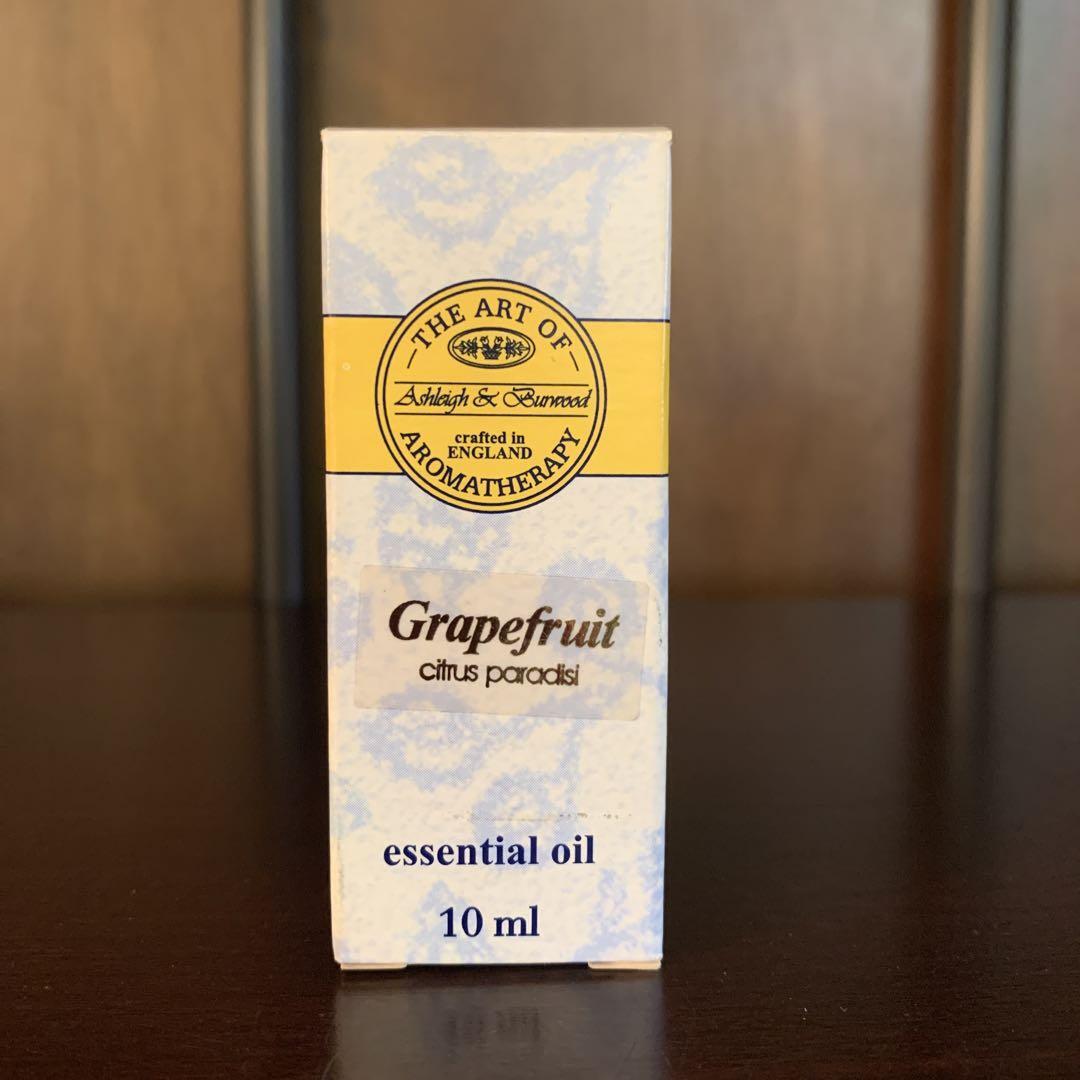 THE ART OF
Ashleigh & Burwood
crafted in
ENGLAND
AROMATHERAPY
Grapefruit
citrus paradisi
essential oil
10 ml